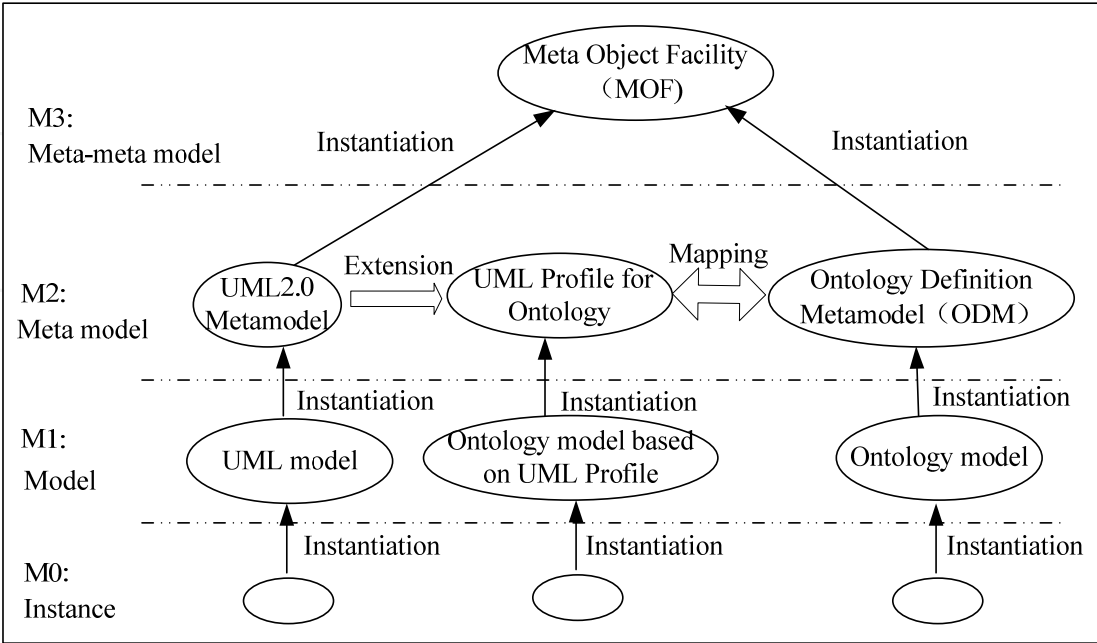 Meta Object Facility
（MOF)
M3:
Meta-meta model
Instantiation
Instantiation
Mapping
Extension
UML2.0
Metamodel
UML Profile for
Ontology
Ontology Definition
Metamodel（ODM）
M2:
Meta model
Instantiation
Instantiation
Instantiation
M1:
Model
UML model
Ontology model based
on UML Profile
Ontology model
Instantiation
Instantiation
Instantiation
M0:
Instance